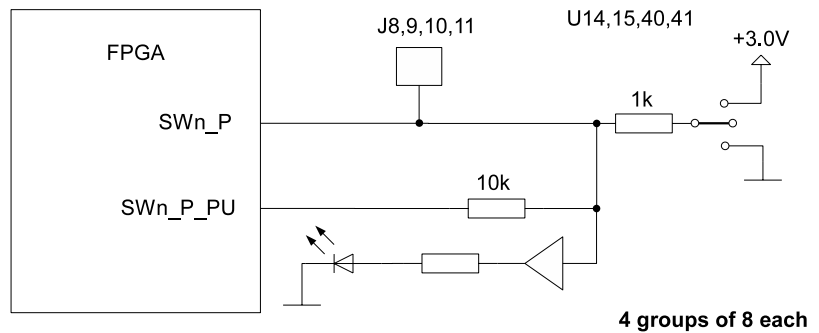 J8,9,10,11
U14,15,40,41
+3.0V
FPGA
1k
SWn_P
10k
SWn_P_PU
4 groups of 8 each